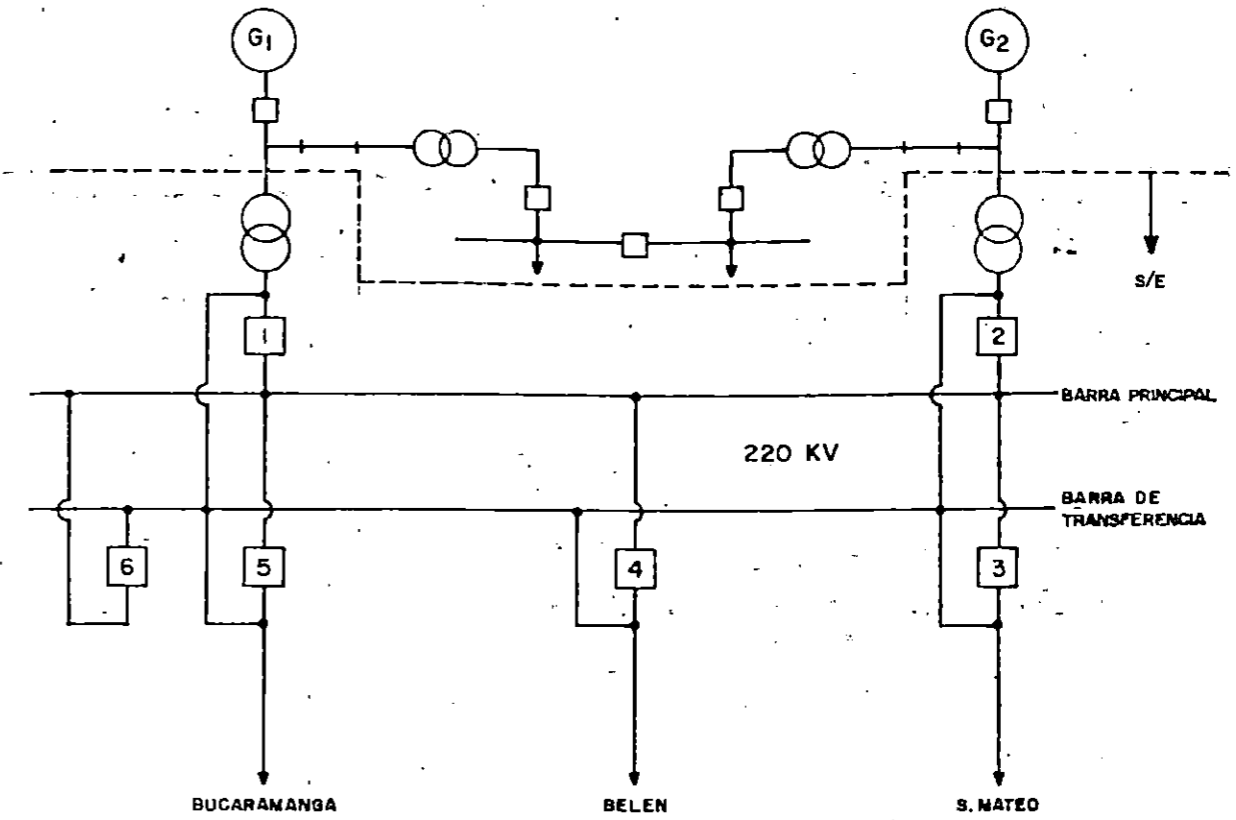 G1
G2
S/E
1
2
BARRA PRINCIPAL
220 KV
BARRA DE
TRANSFERENCIA
6
5
4
3
BUCARAMANGA
BELEN
S. MATEO